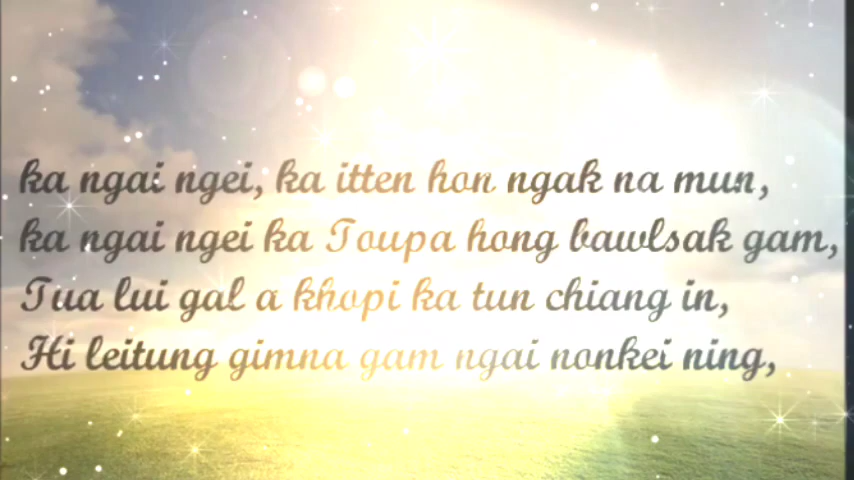 ka ngai ngei, ka itten hon ngak na mun,
ka ngai ngei ka Toupa hong bawlsak gam,
Tua lui gal a khopi ka tun chiang in,
Hi leitung gimna gam ngai nonkei ning,